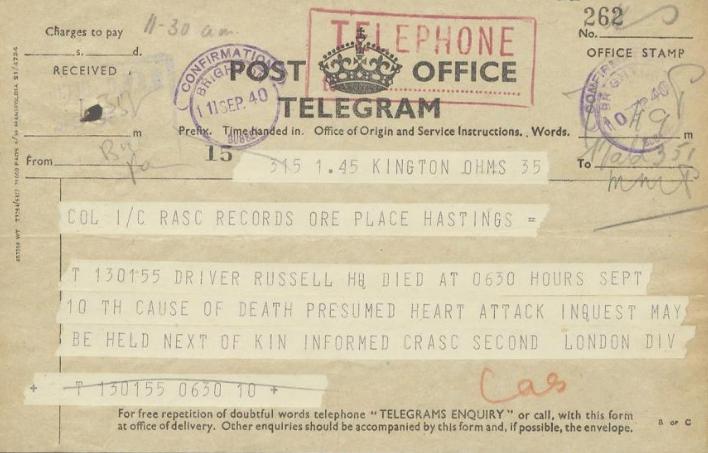 262
Charges to pay 11-30 a.m.
TELEPHONE
No.
s. d.
OFFICE STAMP
RECEIVED
POST OFFICE
TELEGRAM
CONFIRMATION
BRIGHTON
11 SEP. 40
SUSSEX
Prefix. Time handed in. Office of Origin and Service Instructions. Words.
m
m
15
From
To
315 1.45 KINGTON OHMS 35
COL I/C RASC RECORDS ORE PLACE HASTINGS =
T 130155 DRIVER RUSSELL HQ DIED AT 0630 HOURS SEPT
10 TH CAUSE OF DEATH PRESUMED HEART ATTACK INQUEST MAY
BE HELD NEXT OF KIN INFORMED CRASC SECOND LONDON DIV
+ T 130155 0630 10 +
Cas
For free repetition of doubtful words telephone "TELEGRAMS ENQUIRY" or call, with this form
at office of delivery. Other enquiries should be accompanied by this form and, if possible, the envelope.
B or C